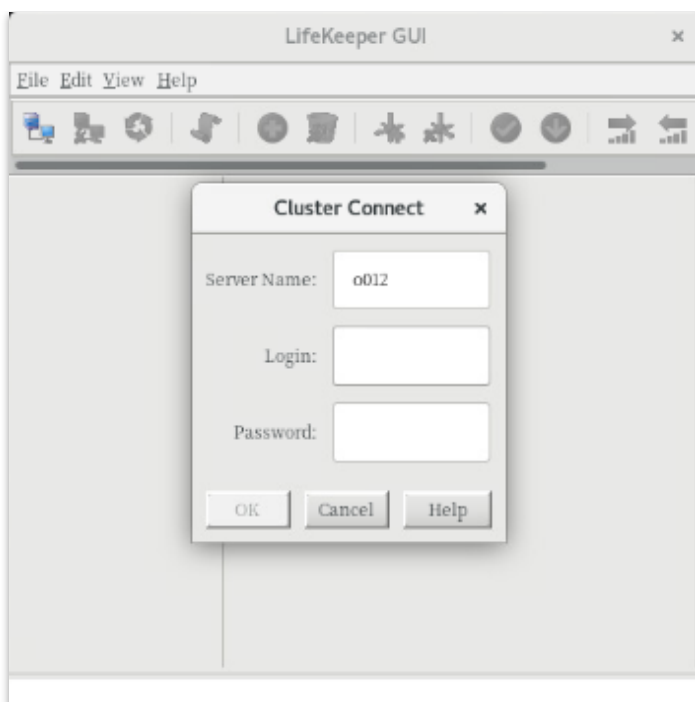 LifeKeeper GUI
File Edit View Help
Cluster Connect
Server Name: o012
Login:
Password:
OK Cancel Help